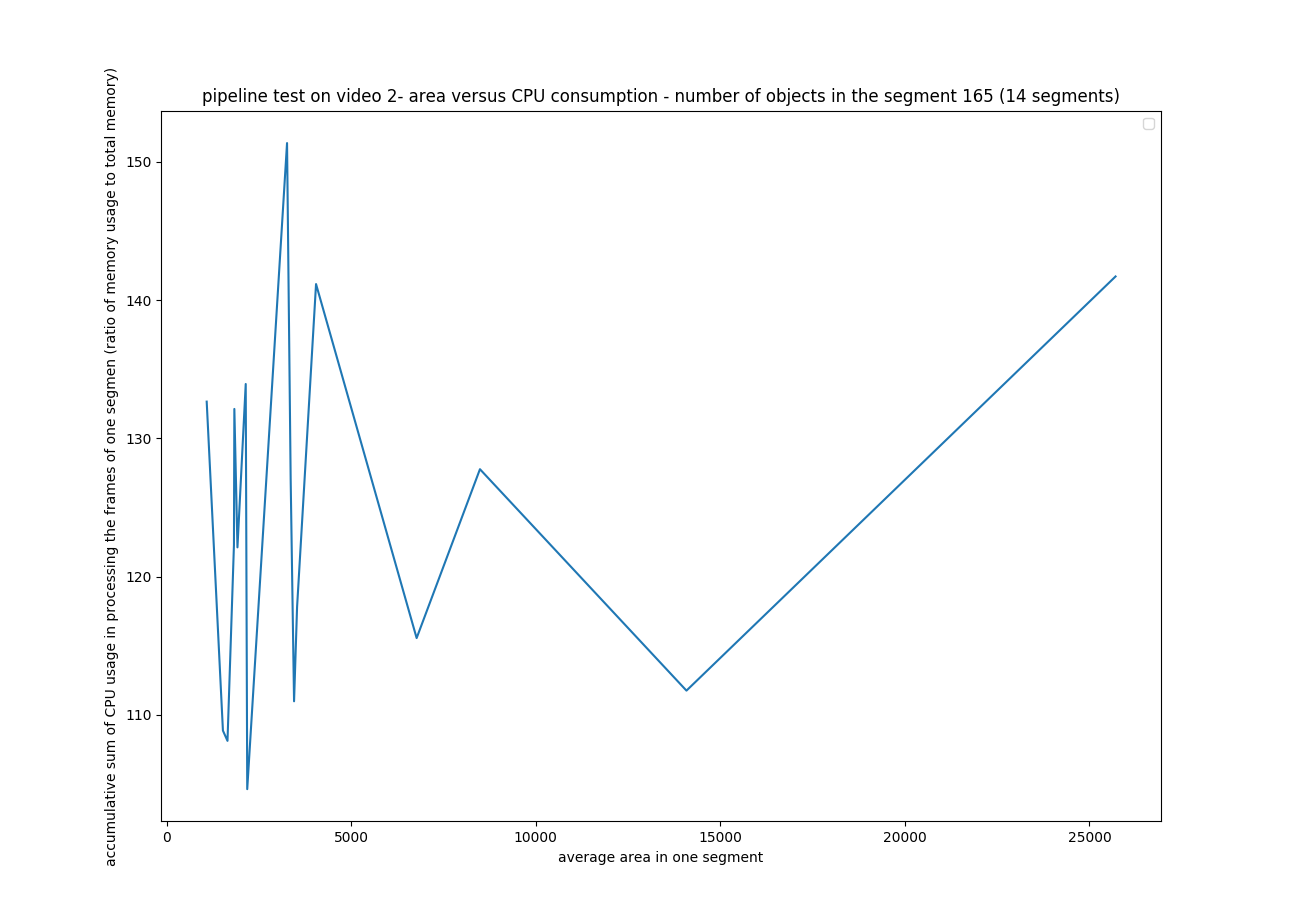 pipeline test on video 2- area versus CPU consumption - number of objects in the segment 165 (14 segments)
accumulative sum of CPU usage in processing the frames of one segmen (ratio of memory usage to total memory)
150
140
130
120
110
0 5000 10000 15000 20000 25000
average area in one segment